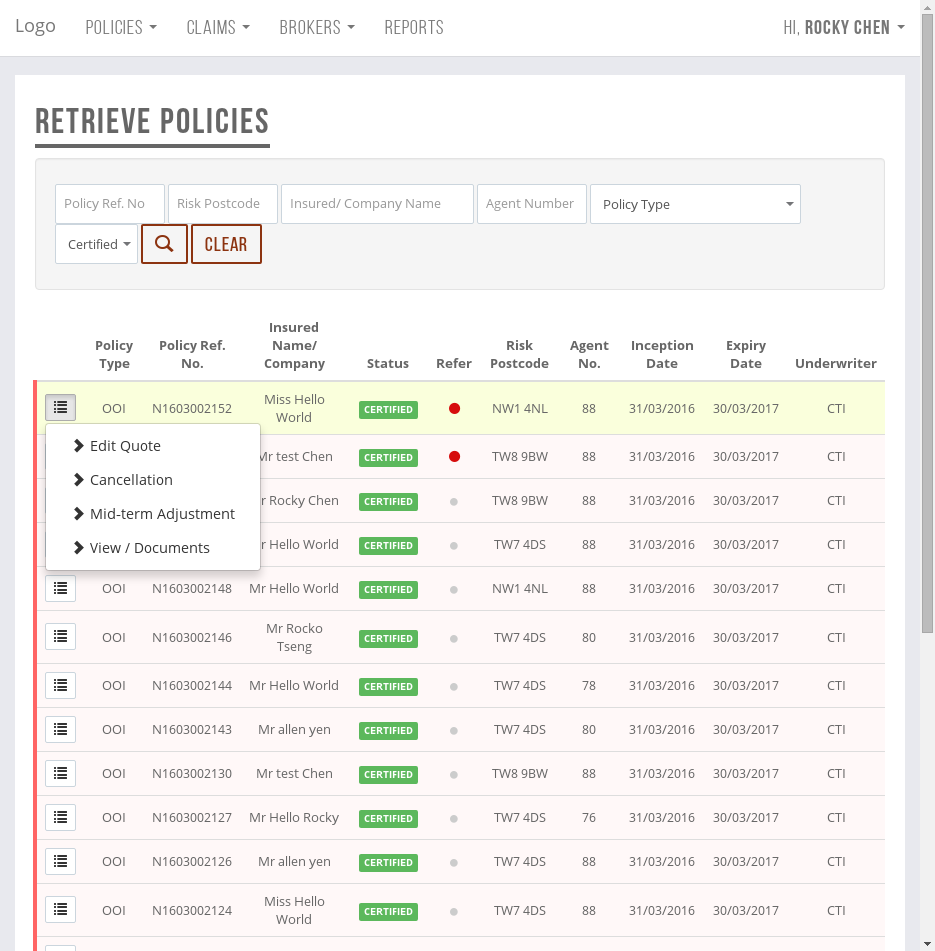 Logo POLICIES CLAIMS BROKERS REPORTS HI, ROCKY CHEN
RETRIEVE POLICIES
Policy Ref. No Risk Postcode Insured/ Company Name Agent Number Policy Type
Certified CLEAR
Policy Type Policy Ref. No. Insured Name/ Company Status Refer Risk Postcode Agent No. Inception Date Expiry Date Underwriter
OOI N1603002152 Miss Hello World CERTIFIED NW1 4NL 88 31/03/2016 30/03/2017 CTI
Edit Quote
Cancellation
Mid-term Adjustment
View / Documents
Mr test Chen CERTIFIED TW8 9BW 88 31/03/2016 30/03/2017 CTI
r Rocky Chen CERTIFIED TW8 9BW 88 31/03/2016 30/03/2017 CTI
r Hello World CERTIFIED TW7 4DS 88 31/03/2016 30/03/2017 CTI
OOI N1603002148 Mr Hello World CERTIFIED NW1 4NL 88 31/03/2016 30/03/2017 CTI
OOI N1603002146 Mr Rocko Tseng CERTIFIED TW7 4DS 80 31/03/2016 30/03/2017 CTI
OOI N1603002144 Mr Hello World CERTIFIED TW7 4DS 78 31/03/2016 30/03/2017 CTI
OOI N1603002143 Mr allen yen CERTIFIED TW7 4DS 80 31/03/2016 30/03/2017 CTI
OOI N1603002130 Mr test Chen CERTIFIED TW8 9BW 88 31/03/2016 30/03/2017 CTI
OOI N1603002127 Mr Hello Rocky CERTIFIED TW7 4DS 76 31/03/2016 30/03/2017 CTI
OOI N1603002126 Mr allen yen CERTIFIED TW7 4DS 88 31/03/2016 30/03/2017 CTI
OOI N1603002124 Miss Hello World CERTIFIED TW7 4DS 88 31/03/2016 30/03/2017 CTI